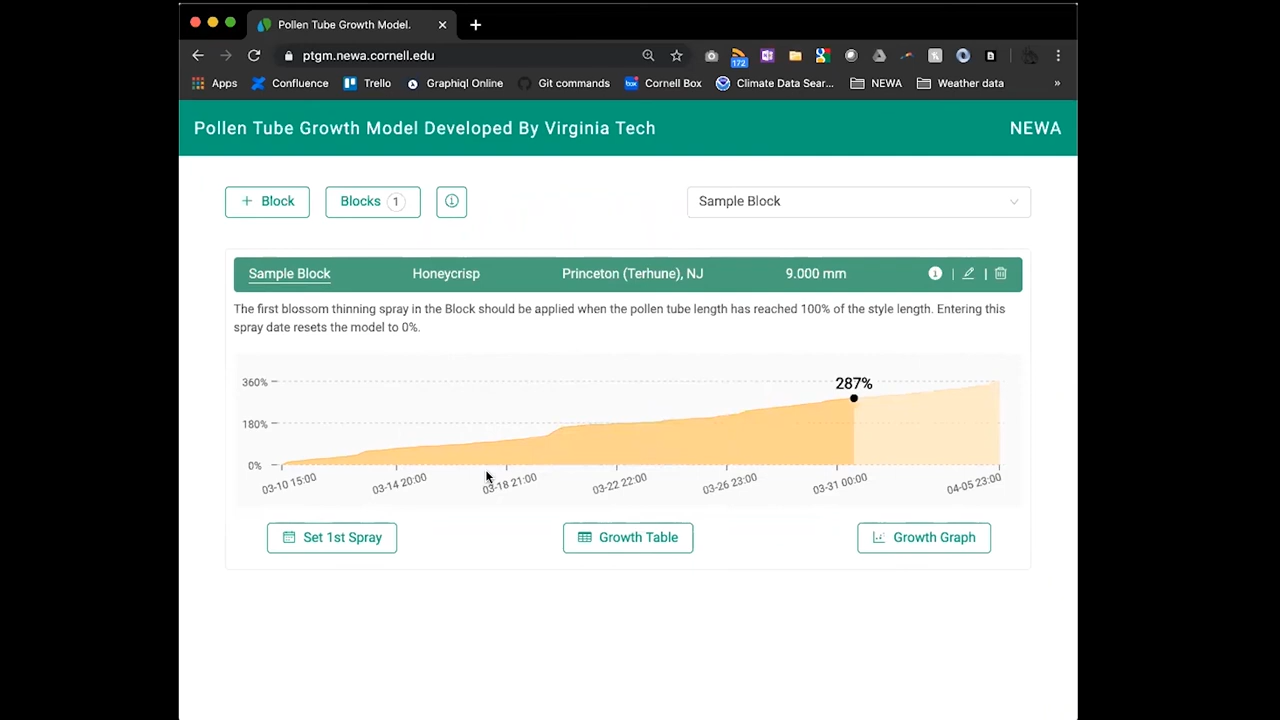 Pollen Tube Growth Model.
ptgm.newa.cornell.edu
172
Apps Confluence Trello Graphiql Online Git commands box Cornell Box Climate Data Sear... NEWA Weather data »
Pollen Tube Growth Model Developed By Virginia Tech NEWA
+ Block Blocks 1 Sample Block
Sample Block Honeycrisp Princeton (Terhune), NJ 9.000 mm 1 | |
The first blossom thinning spray in the Block should be applied when the pollen tube length has reached 100% of the style length. Entering this
spray date resets the model to 0%.
360%
287%
180%
0%
03-10 15:00 03-14 20:00 03-18 21:00 03-22 22:00 03-26 23:00 03-31 00:00 04-05 23:00
Set 1st Spray Growth Table Growth Graph